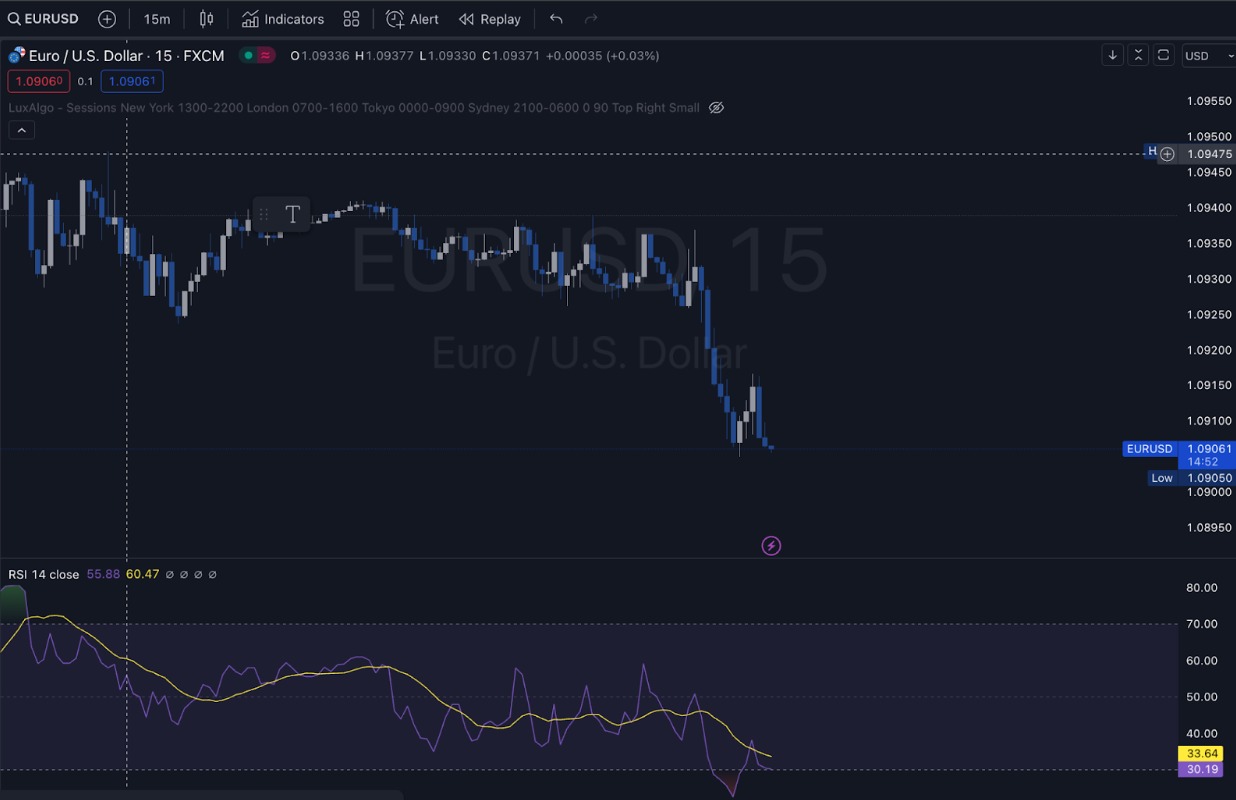 EURUSD 15m Indicators Alert Replay
Euro / U.S. Dollar · 15 · FXCM O1.09336 H1.09377 L1.09330 C1.09371 +0.00035 (+0.03%) USD
1.09060 0.1 1.09061
LuxAlgo - Sessions New York 1300-2200 London 0700-1600 Tokyo 0000-0900 Sydney 2100-0600 0 90 Top Right Small
1.09550
1.09500
H 1.09475
1.09450
1.09400
1.09350
1.09300
1.09250
1.09200
1.09150
1.09100
EURUSD 1.09061
14:52
Low 1.09050
1.09000
1.08950
EURUSD, 15
Euro / U.S. Dollar
T
RSI 14 close 55.88 60.47 ∅ ∅ ∅ ∅
80.00
70.00
60.00
50.00
40.00
33.64
30.19